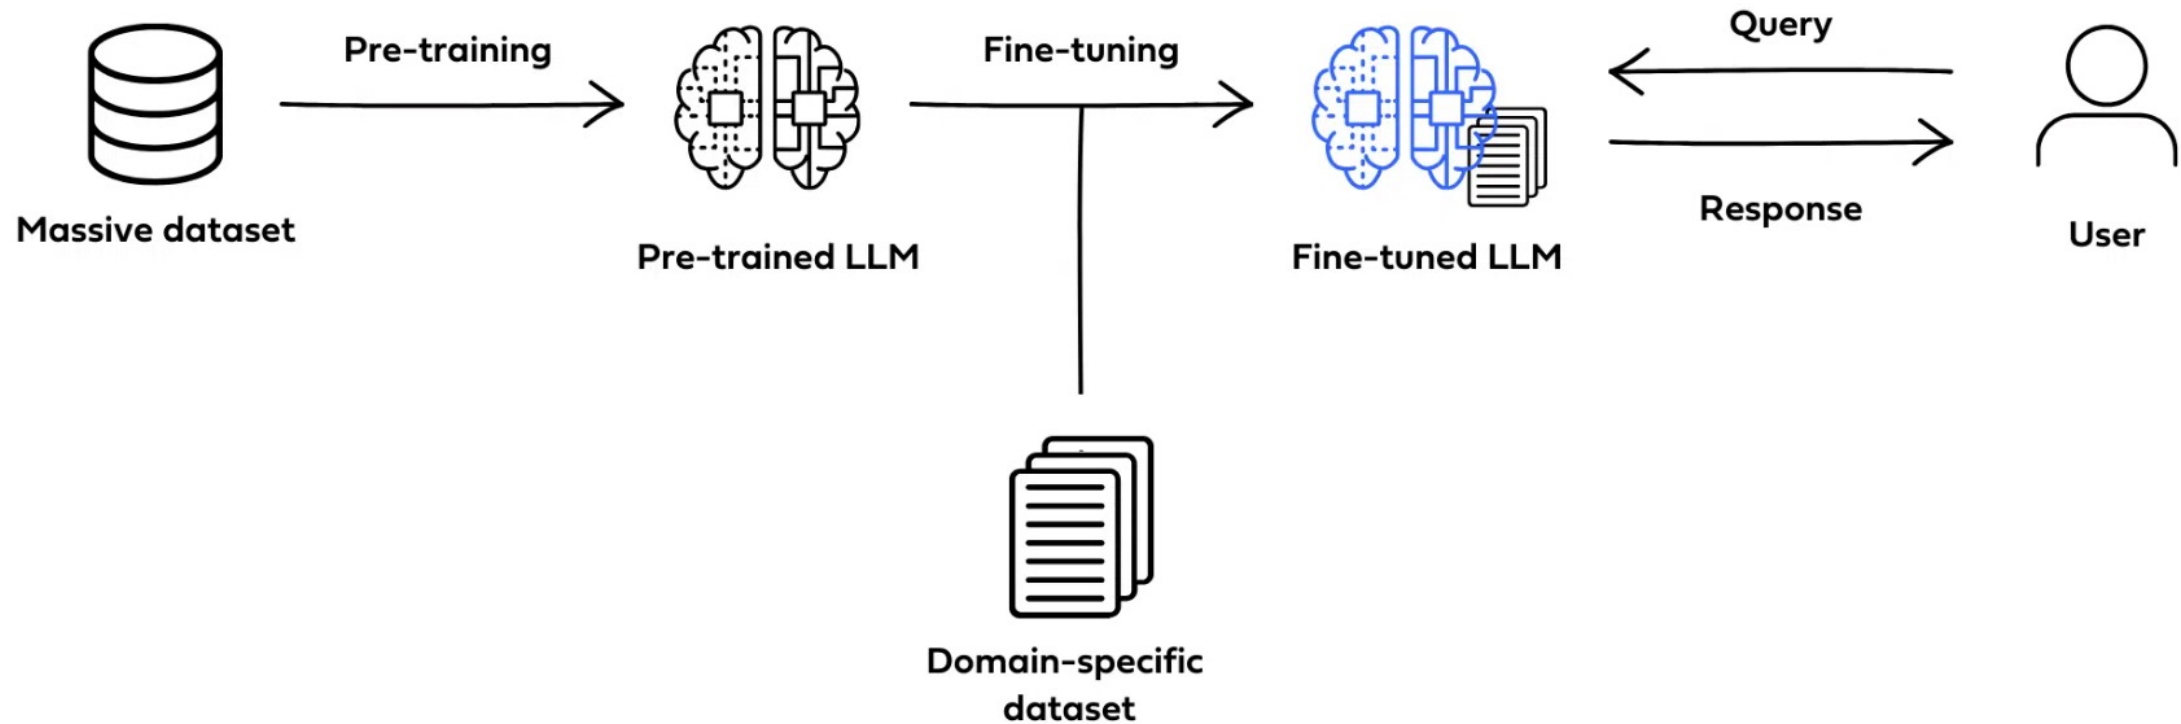 Pre-training
Fine-tuning
Query
Massive dataset
Pre-trained LLM
Fine-tuned LLM
Response
User
Domain-specific
dataset